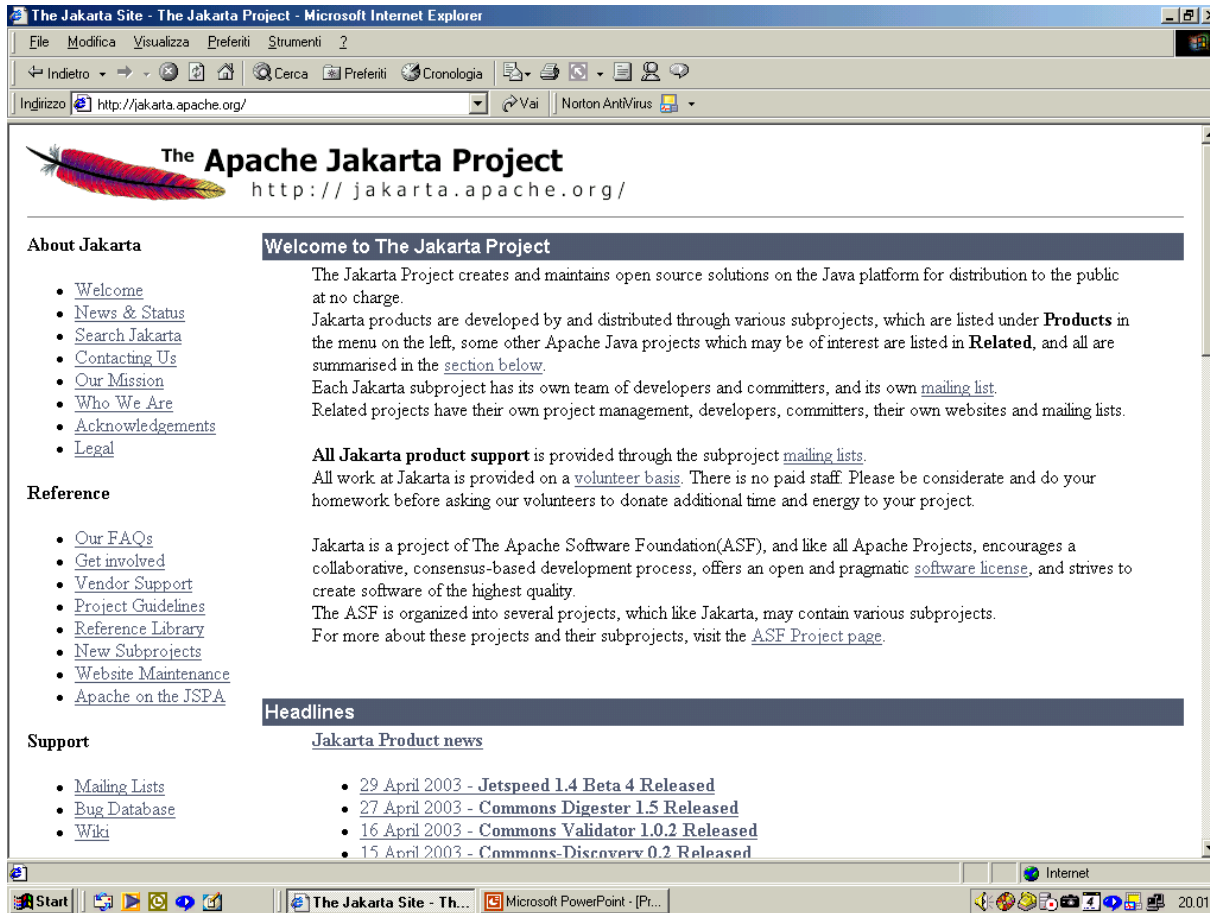 The Jakarta Site - The Jakarta Project - Microsoft Internet Explorer
File Modifica Visualizza Preferiti Strumenti ?
Indietro Cerca Preferiti Cronologia
Indirizzo http://jakarta.apache.org/ Vai Norton AntiVirus
The Apache Jakarta Project
http://jakarta.apache.org/
About Jakarta
Welcome
News & Status
Search Jakarta
Contacting Us
Our Mission
Who We Are
Acknowledgements
Legal
Reference
Our FAQs
Get involved
Vendor Support
Project Guidelines
Reference Library
New Subprojects
Website Maintenance
Apache on the JSPA
Support
Mailing Lists
Bug Database
Wiki
Welcome to The Jakarta Project
The Jakarta Project creates and maintains open source solutions on the Java platform for distribution to the public
at no charge.
Jakarta products are developed by and distributed through various subprojects, which are listed under Products in
the menu on the left, some other Apache Java projects which may be of interest are listed in Related, and all are
summarised in the section below.
Each Jakarta subproject has its own team of developers and committers, and its own mailing list.
Related projects have their own project management, developers, committers, their own websites and mailing lists.
All Jakarta product support is provided through the subproject mailing lists.
All work at Jakarta is provided on a volunteer basis. There is no paid staff. Please be considerate and do your
homework before asking our volunteers to donate additional time and energy to your project.
Jakarta is a project of The Apache Software Foundation(ASF), and like all Apache Projects, encourages a
collaborative, consensus-based development process, offers an open and pragmatic software license, and strives to
create software of the highest quality.
The ASF is organized into several projects, which like Jakarta, may contain various subprojects.
For more about these projects and their subprojects, visit the ASF Project page.
Headlines
Jakarta Product news
29 April 2003 - Jetspeed 1.4 Beta 4 Released
27 April 2003 - Commons Digester 1.5 Released
16 April 2003 - Commons Validator 1.0.2 Released
15 April 2003 - Commons-Discovery 0.2 Released
Internet
Start The Jakarta Site - Th... Microsoft PowerPoint - [Pr... 20.01